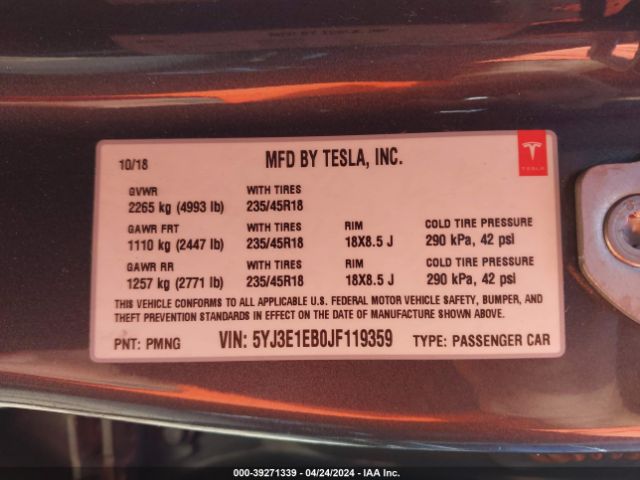 10/18 MFD BY TESLA, INC.
GVWR WITH TIRES
2265 kg (4993 lb) 235/45R18
GAWR FRT WITH TIRES RIM COLD TIRE PRESSURE
1110 kg (2447 lb) 235/45R18 18X8.5 J 290 kPa, 42 psi
GAWR RR WITH TIRES RIM COLD TIRE PRESSURE
1257 kg (2771 lb) 235/45R18 18X8.5 J 290 kPa, 42 psi
THIS VEHICLE CONFORMS TO ALL APPLICABLE U.S. FEDERAL MOTOR VEHICLE SAFETY, BUMPER, AND
THEFT PREVENTION STANDARDS IN EFFECT ON THE DATE OF MANUFACTURE SHOWN ABOVE.
PNT: PMNG VIN: 5YJ3E1EB0JF119359 TYPE: PASSENGER CAR
000-39271339 - 04/24/2024 - IAA Inc.